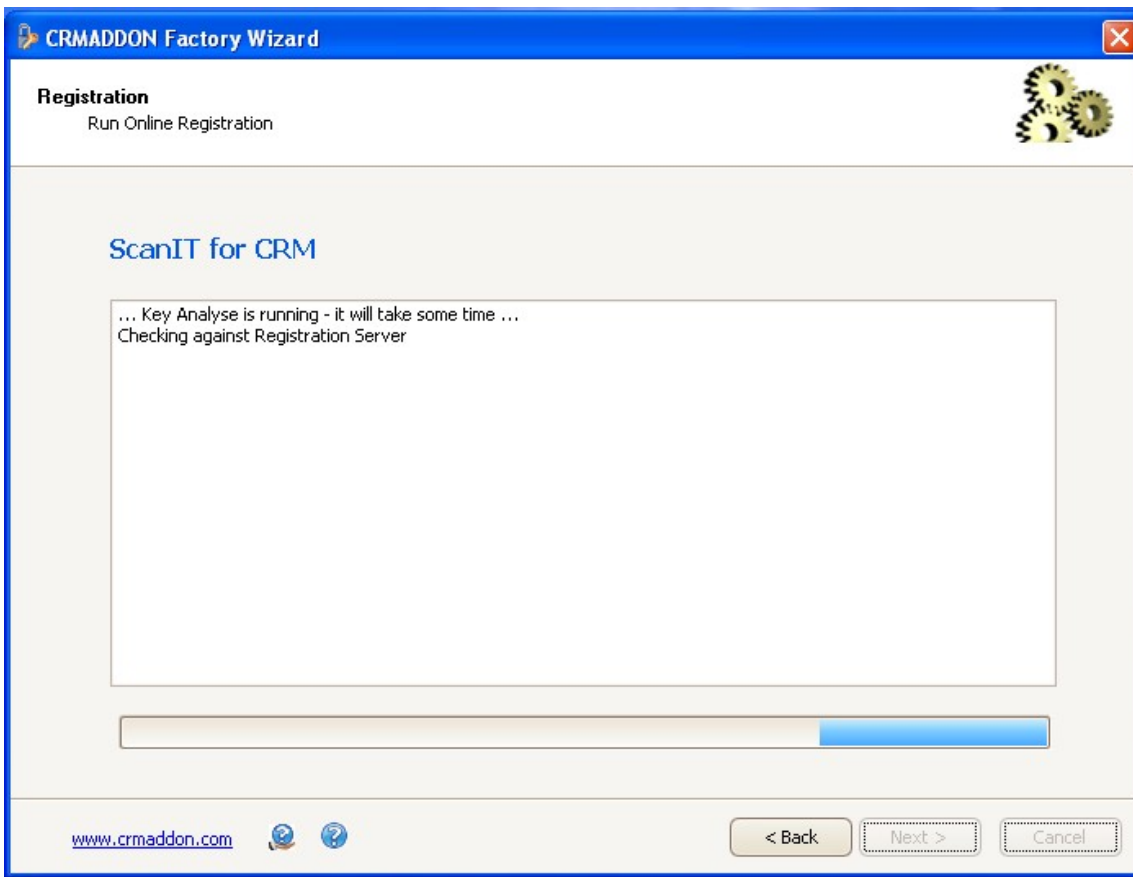 CRMADDON Factory Wizard
Registration
Run Online Registration
ScanIT for CRM
... Key Analyse is running - it will take some time ...
Checking against Registration Server
www.crmaddon.com
< Back
Next >
Cancel